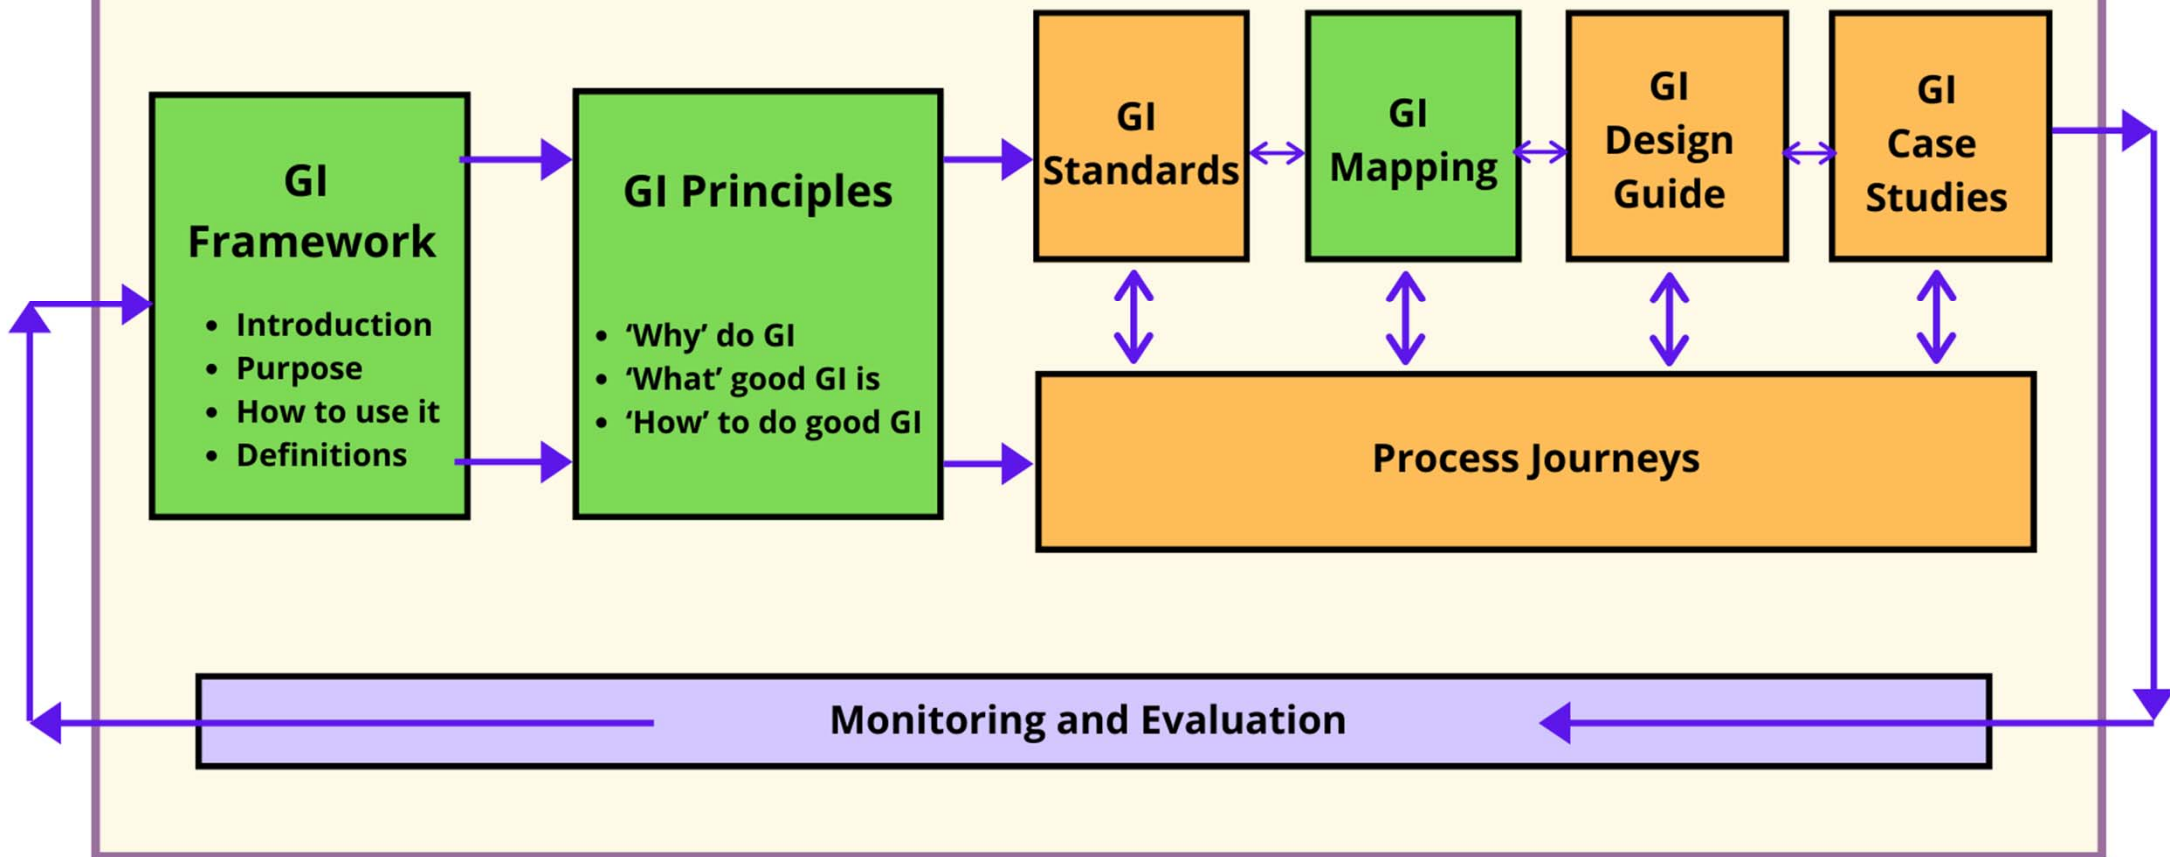 GI
Framework
• Introduction
• Purpose
• How to use it
• Definitions
GI Principles
• ‘Why’ do GI
• ‘What’ good GI is
• ‘How’ to do good GI
GI
Standards
GI
Mapping
GI
Design
Guide
GI
Case
Studies
Process Journeys
Monitoring and Evaluation